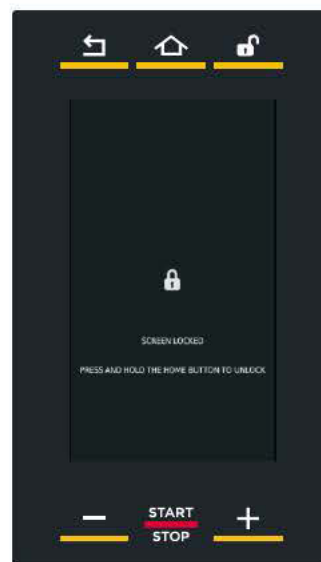 SCREEN LOCKED
PRESS AND HOLD THE HOME BUTTON TO UNLOCK
START
STOP